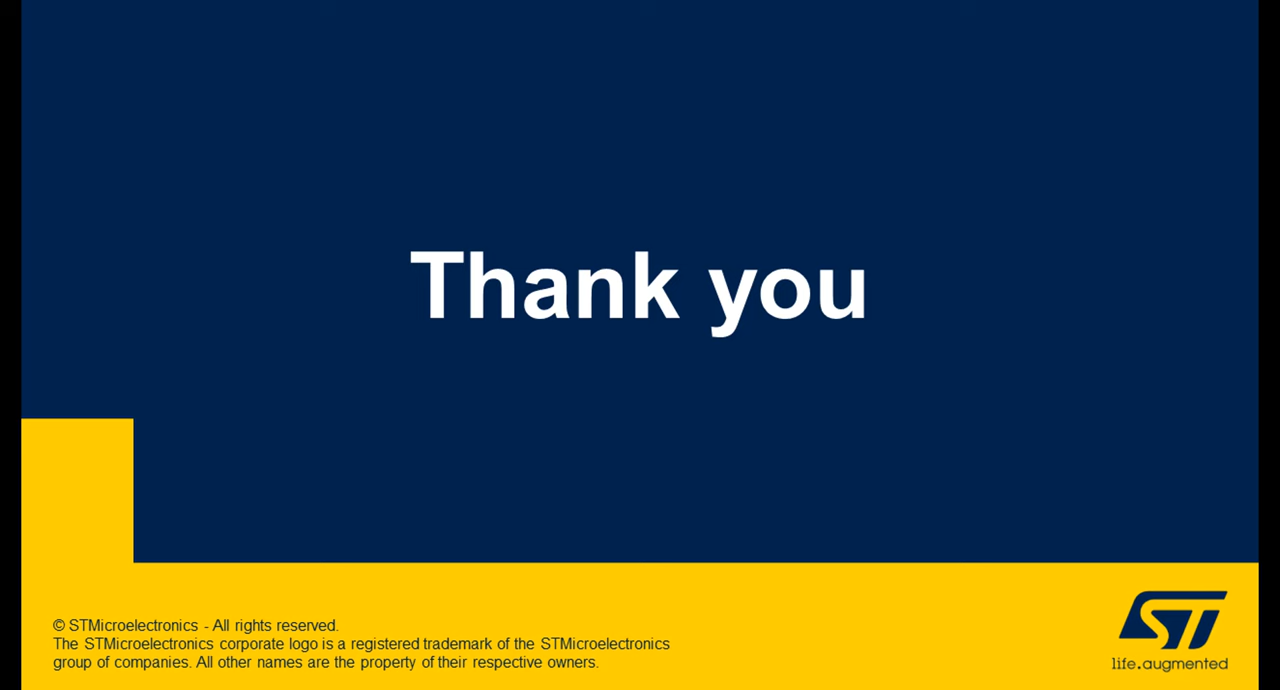 Thank you
© STMicroelectronics - All rights reserved.
The STMicroelectronics corporate logo is a registered trademark of the STMicroelectronics
group of companies. All other names are the property of their respective owners.
ST
life.augmented